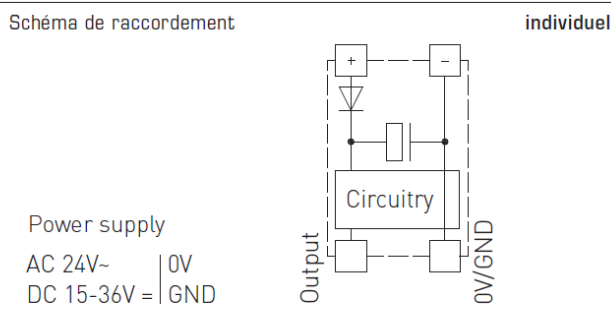 Schéma de raccordement
individuel
+
−
Circuitry
Power supply
AC 24V~ | 0V
DC 15-36V = | GND
Output
0V/GND